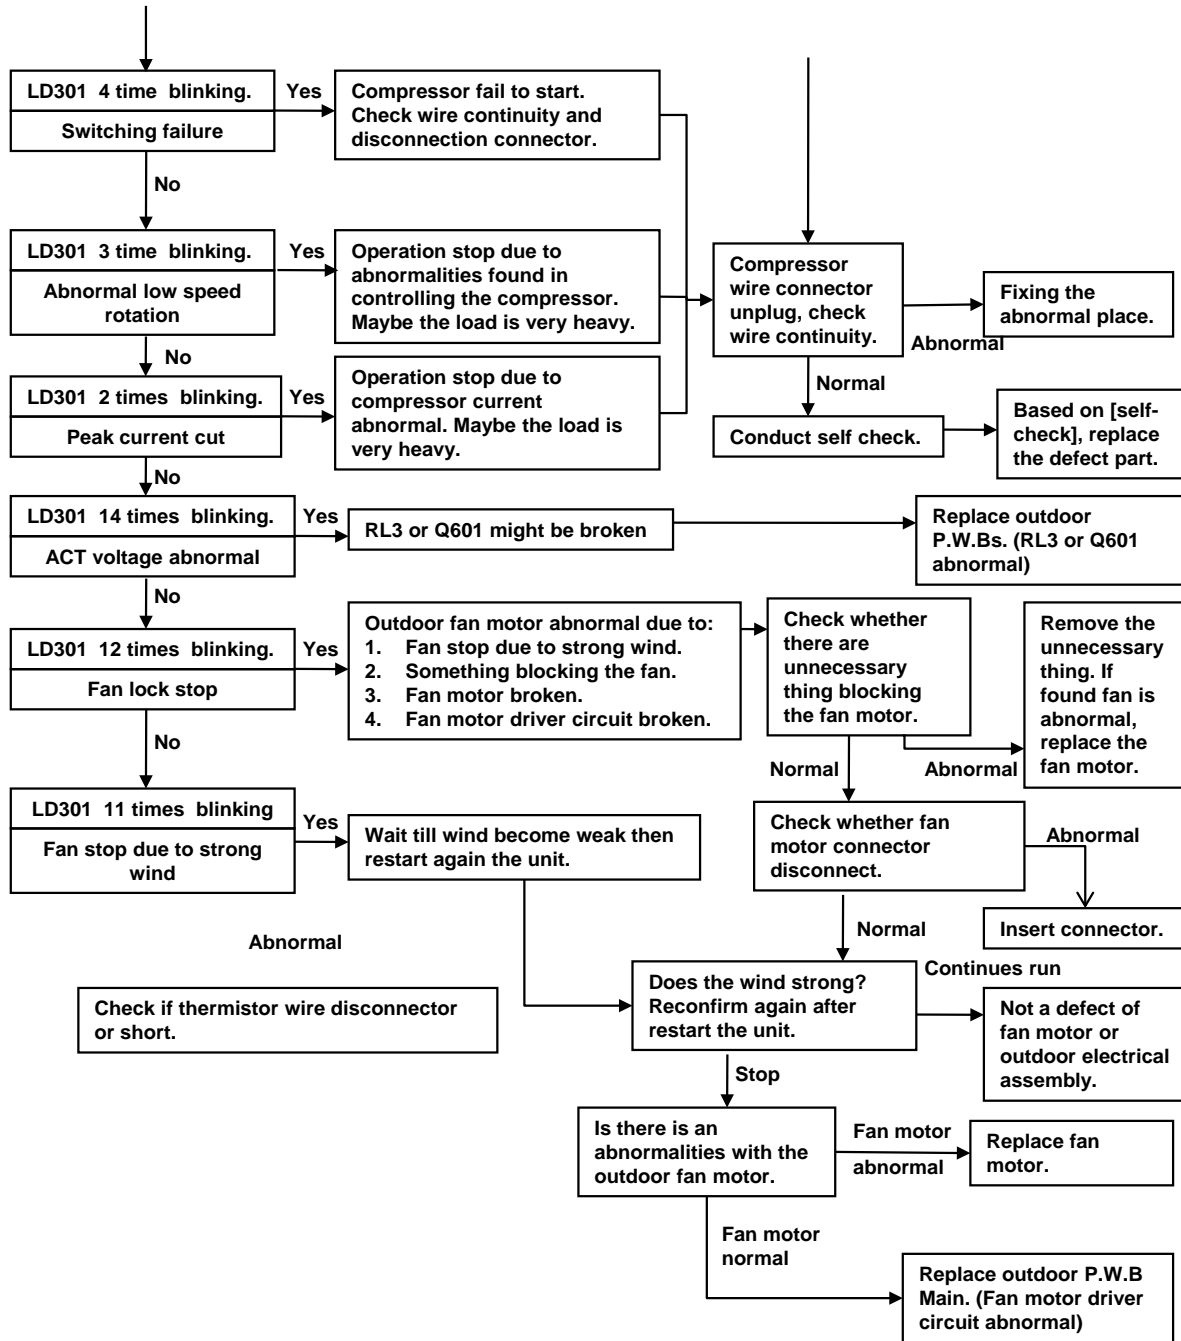 LD301 4 time blinking.
Switching failure
Yes
Compressor fail to start.
Check wire continuity and
disconnection connector.
No
LD301 3 time blinking.
Abnormal low speed
rotation
Yes
Operation stop due to
abnormalities found in
controlling the compressor.
Maybe the load is very heavy.
Compressor
wire connector
unplug, check
wire continuity.
Abnormal
Fixing the
abnormal place.
No
Normal
LD301 2 times blinking.
Peak current cut
Yes
Operation stop due to
compressor current
abnormal. Maybe the load is
very heavy.
Conduct self check.
Based on [self-
check], replace
the defect part.
No
LD301 14 times blinking.
ACT voltage abnormal
Yes
RL3 or Q601 might be broken
Replace outdoor
P.W.Bs. (RL3 or Q601
abnormal)
No
LD301 12 times blinking.
Fan lock stop
Yes
Outdoor fan motor abnormal due to:
1. Fan stop due to strong wind.
2. Something blocking the fan.
3. Fan motor broken.
4. Fan motor driver circuit broken.
Check whether
there are
unnecessary
thing blocking
the fan motor.
Remove the
unnecessary
thing. If
found fan is
abnormal,
replace the
fan motor.
No
Normal
Abnormal
LD301 11 times blinking
Fan stop due to strong
wind
Yes
Wait till wind become weak then
restart again the unit.
Check whether fan
motor connector
disconnect.
Abnormal
Insert connector.
Abnormal
Normal
Check if thermistor wire disconnector
or short.
Does the wind strong?
Reconfirm again after
restart the unit.
Continues run
Not a defect of
fan motor or
outdoor electrical
assembly.
Stop
Is there is an
abnormalities with the
outdoor fan motor.
Fan motor
abnormal
Replace fan
motor.
Fan motor
normal
Replace outdoor P.W.B
Main. (Fan motor driver
circuit abnormal)